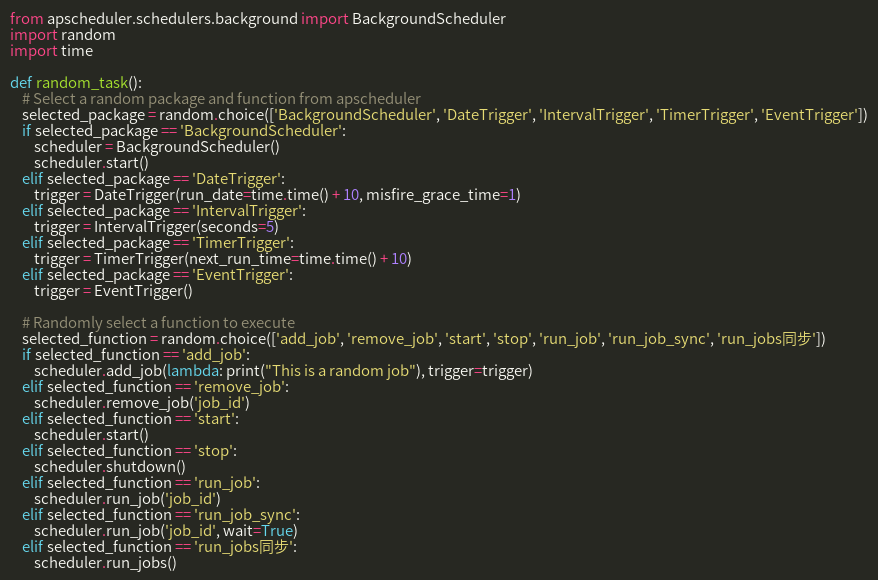 from apscheduler.schedulers.background import BackgroundScheduler
import random
import time

def random_task():
    # Select a random package and function from apscheduler
    selected_package = random.choice(['BackgroundScheduler', 'DateTrigger', 'IntervalTrigger', 'TimerTrigger', 'EventTrigger'])
    if selected_package == 'BackgroundScheduler':
        scheduler = BackgroundScheduler()
        scheduler.start()
    elif selected_package == 'DateTrigger':
        trigger = DateTrigger(run_date=time.time() + 10, misfire_grace_time=1)
    elif selected_package == 'IntervalTrigger':
        trigger = IntervalTrigger(seconds=5)
    elif selected_package == 'TimerTrigger':
        trigger = TimerTrigger(next_run_time=time.time() + 10)
    elif selected_package == 'EventTrigger':
        trigger = EventTrigger()

    # Randomly select a function to execute
    selected_function = random.choice(['add_job', 'remove_job', 'start', 'stop', 'run_job', 'run_job_sync', 'run_jobs同步'])
    if selected_function == 'add_job':
        scheduler.add_job(lambda: print("This is a random job"), trigger=trigger)
    elif selected_function == 'remove_job':
        scheduler.remove_job('job_id')
    elif selected_function == 'start':
        scheduler.start()
    elif selected_function == 'stop':
        scheduler.shutdown()
    elif selected_function == 'run_job':
        scheduler.run_job('job_id')
    elif selected_function == 'run_job_sync':
        scheduler.run_job('job_id', wait=True)
    elif selected_function == 'run_jobs同步':
        scheduler.run_jobs()